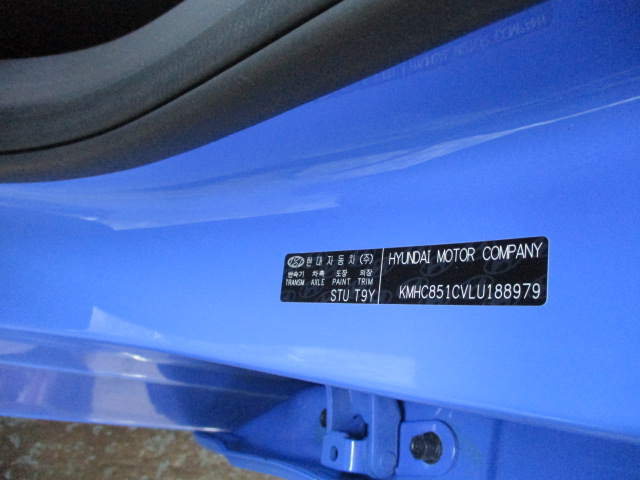 현대자동차(주)
변속기 차축 도장 외장
TRANSM AXLE PAINT TRIM
STU T9Y
HYUNDAI MOTOR COMPANY
KMHC851CVLU188979